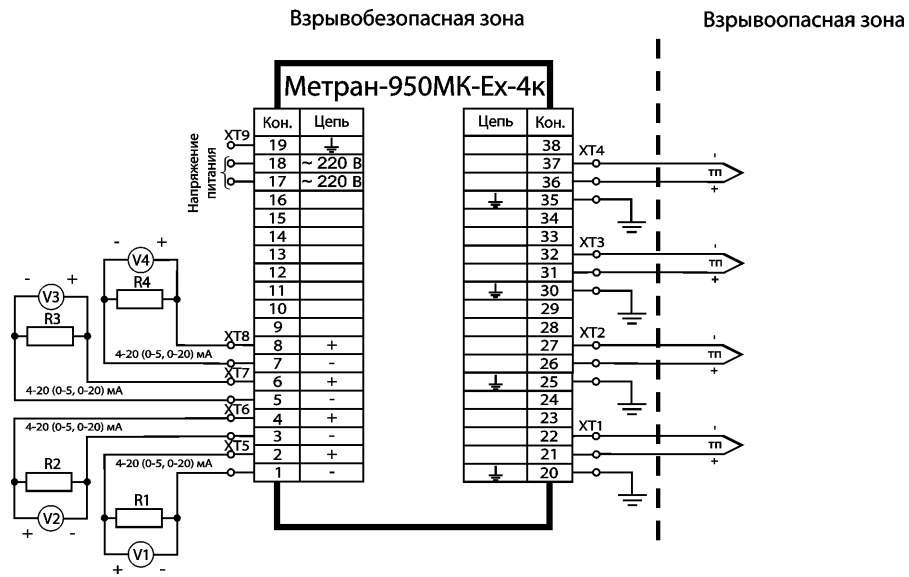 Взрывобезопасная зона
Взрывоопасная зона
Метран-950МК-Ех-4к
Кон. Цепь
XT9
19
18 ~ 220 В
17 ~ 220 В
Напряжение
питания
16
15
14
13
12
11
10
9
XT8
8 +
7 -
XT7
6 +
5 -
XT6
4 +
3 -
XT5
2 +
1 -
Цепь Кон.
38
XT4
37
36
35
34
33
XT3
32
31
30
29
28
XT2
27
26
25
24
23
XT1
22
21
20
- ТП +
- ТП +
- ТП +
- ТП +
- V4 +
R4
4-20 (0-5, 0-20) мА
- V3 +
R3
4-20 (0-5, 0-20) мА
4-20 (0-5, 0-20) мА
R2
+ V2 -
4-20 (0-5, 0-20) мА
R1
+ V1 -